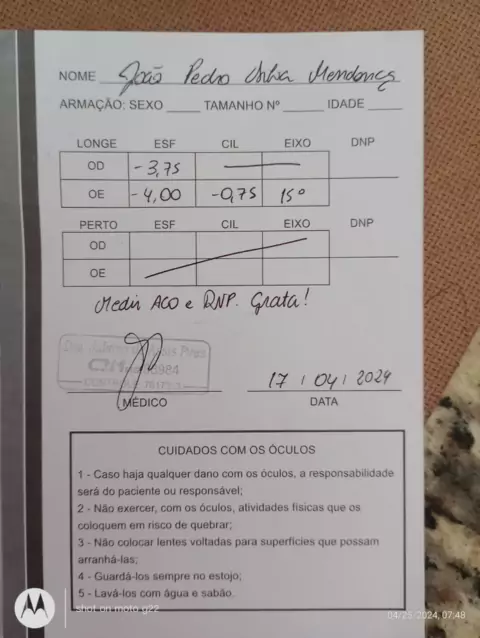 NOME João Pedro Silva Mendonça
ARMAÇÃO: SEXO TAMANHO Nº IDADE
LONGE ESF CIL EIXO DNP
OD -3,75
OE -4,00 -0,75 15°
PERTO ESF CIL EIXO DNP
OD
OE
Medir ACO e DNP. Grata!
17 / 04 / 2024
MÉDICO DATA
CUIDADOS COM OS ÓCULOS
1 - Caso haja qualquer dano com os óculos, a responsabilidade
será do paciente ou responsável;
2 - Não exercer, com os óculos, atividades físicas que os
coloquem em risco de quebrar;
3 - Não colocar lentes voltadas para superfícies que possam
arranhá-las;
4 - Guardá-los sempre no estojo;
5 - Lavá-los com água e sabão.
shot on moto g22
04/25/2024, 07:48